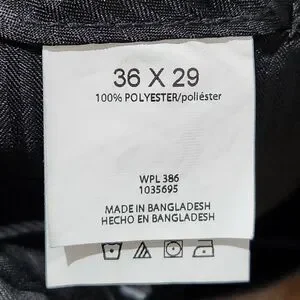 36 X 29
100% POLYESTER/poliéster
WPL 386
1035695
MADE IN BANGLADESH
HECHO EN BANGLADESH